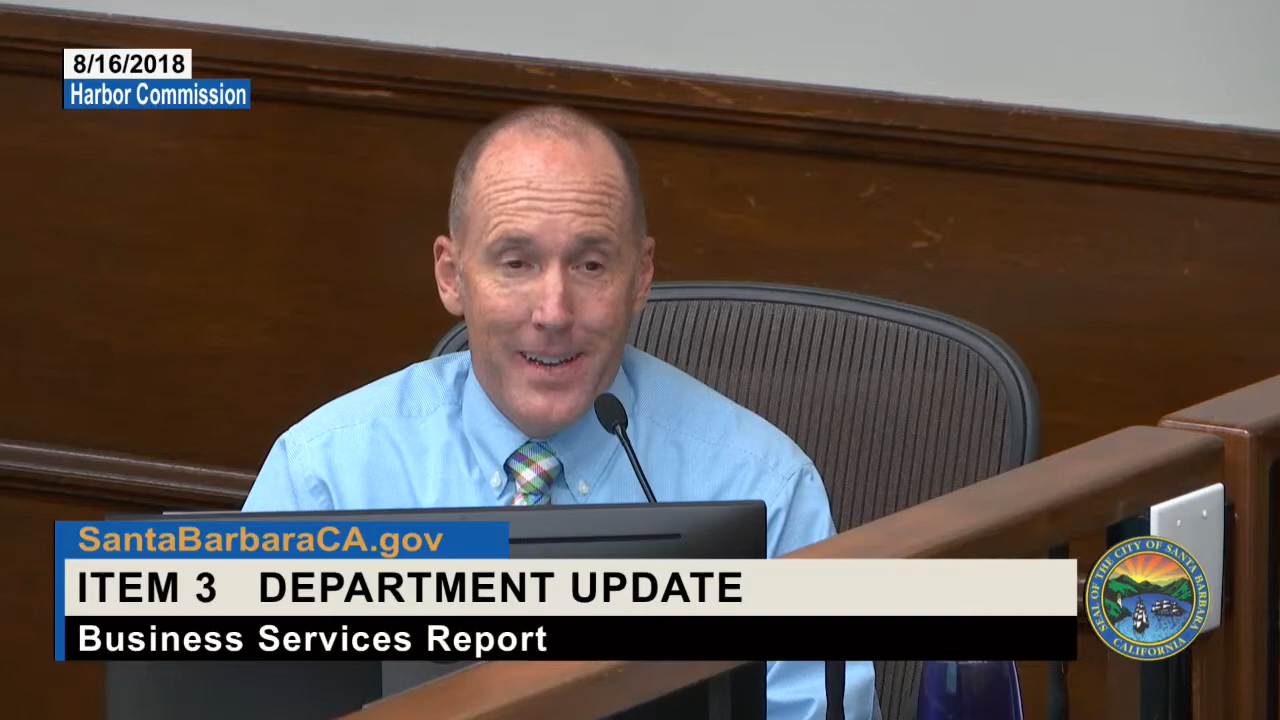 8/16/2018
Harbor Commission
SantaBarbaraCA.gov
ITEM 3 DEPARTMENT UPDATE
Business Services Report
SEAL OF THE CITY OF SANTA BARBARA
CALIFORNIA